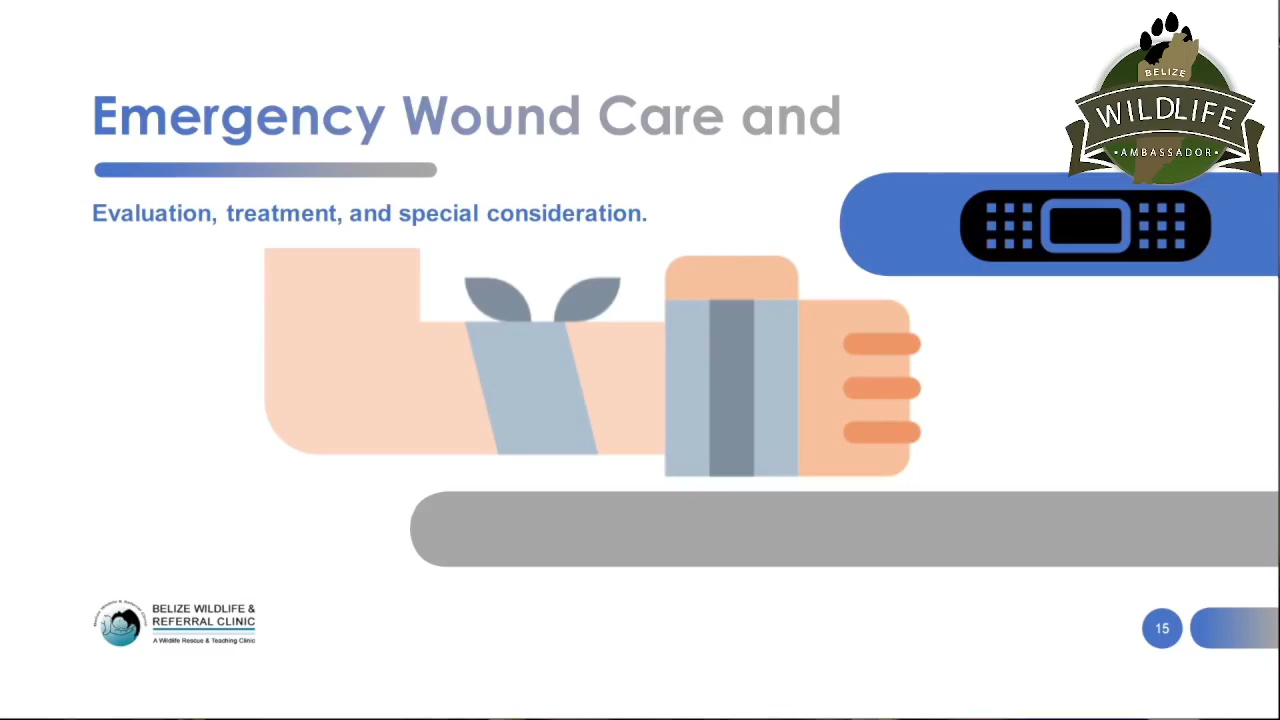 Emergency Wound Care and
Evaluation, treatment, and special consideration.
BELIZE
WILDLIFE
•AMBASSADOR•
BELIZE WILDLIFE &
REFERRAL CLINIC
A Wildlife Rescue & Teaching Clinic
15